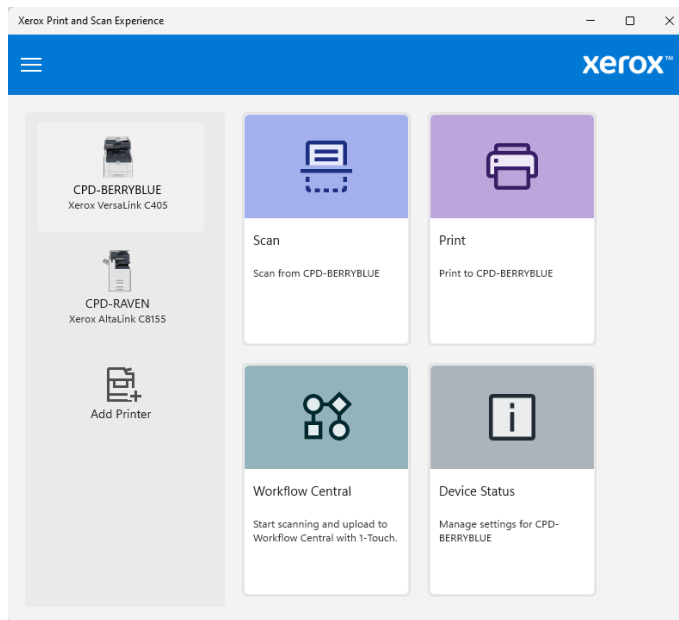 Xerox Print and Scan Experience
xerox™
CPD-BERRYBLUE
Xerox VersaLink C405
CPD-RAVEN
Xerox AltaLink C8155
Add Printer
Scan
Scan from CPD-BERRYBLUE
Print
Print to CPD-BERRYBLUE
Workflow Central
Start scanning and upload to
Workflow Central with 1-Touch.
Device Status
Manage settings for CPD-
BERRYBLUE